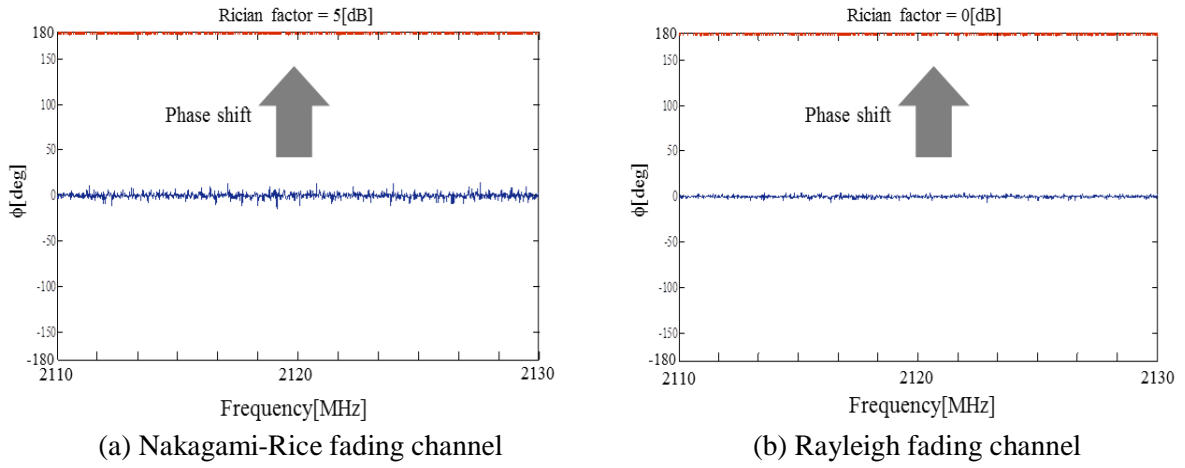 Rician factor = 5[dB]
180
150
100
50
0
-50
-100
-150
-180
ϕ[deg]
Phase shift
2110
2120
2130
Frequency[MHz]
(a) Nakagami-Rice fading channel
Rician factor = 0[dB]
180
150
100
50
0
-50
-100
-150
-180
ϕ[deg]
Phase shift
2110
2120
2130
Frequency[MHz]
(b) Rayleigh fading channel